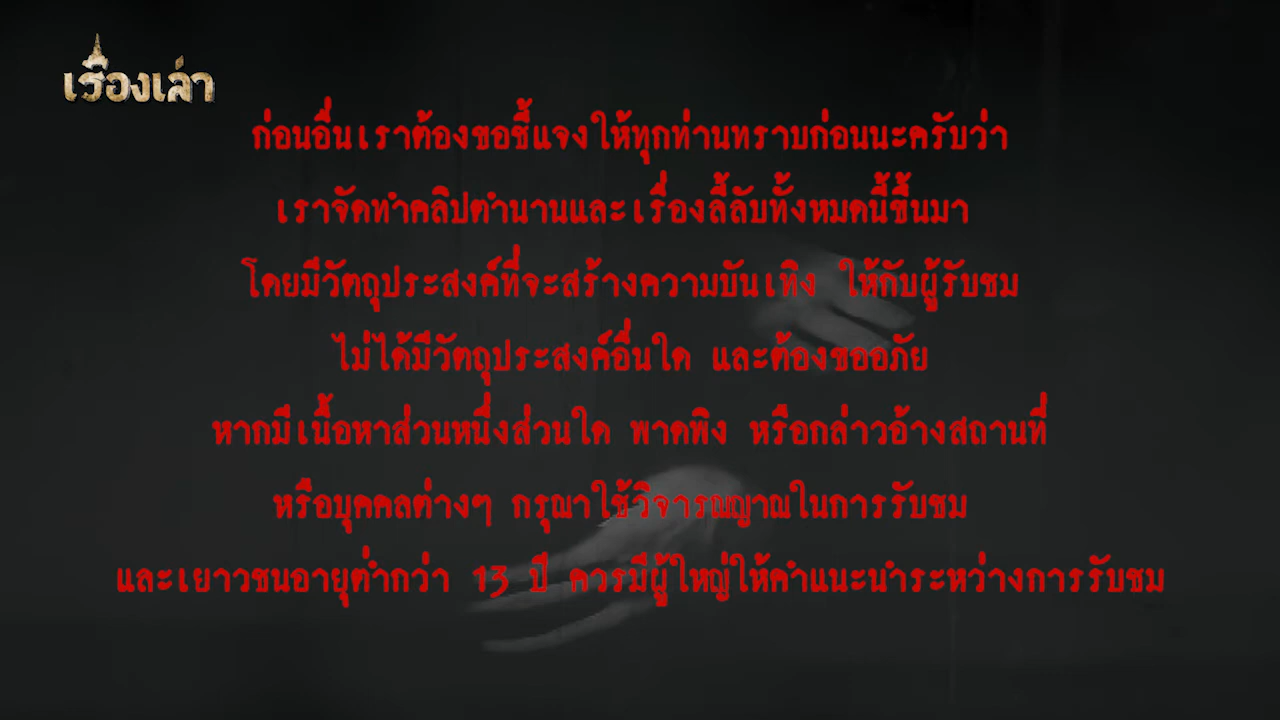 เรื่องเล่า
ก่อนอื่นเราต้องขอชี้แจงให้ทุกท่านทราบก่อนนะครับว่า
เราจัดทำคลิปตำนานและเรื่องลี้ลับทั้งหมดนี้ขึ้นมา
โดยมีวัตถุประสงค์ที่จะสร้างความบันเทิง ให้กับผู้รับชม
ไม่ได้มีวัตถุประสงค์อื่นใด และต้องขออภัย
หากมีเนื้อหาส่วนหนึ่งส่วนใด พาดพิง หรือกล่าวอ้างสถานที่
หรือบุคคลต่างๆ กรุณาใช้วิจารณญาณในการรับชม
และเยาวชนอายุต่ำกว่า 13 ปี ควรมีผู้ใหญ่ให้คำแนะนำระหว่างการรับชม